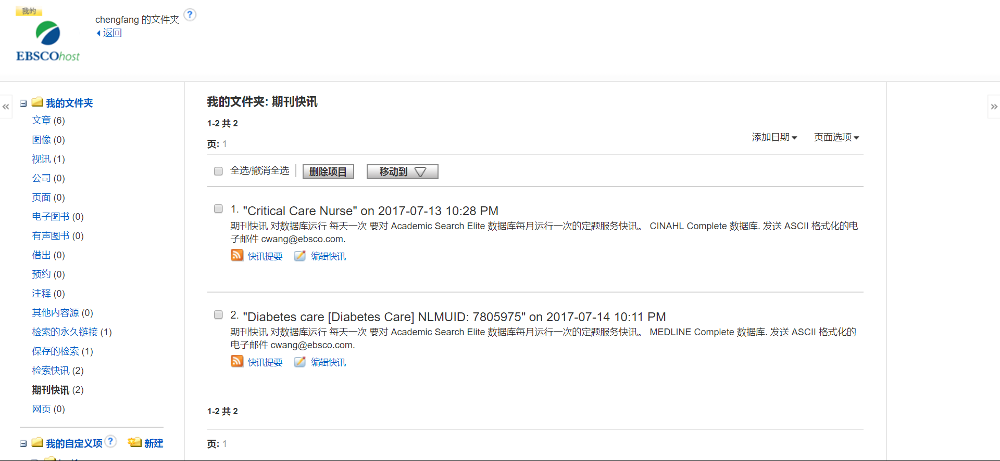 我的
EBSCOhost
chengfang 的文件夹 ?
返回
我的文件夹
文章 (6)
图像 (0)
视讯 (1)
公司 (0)
页面 (0)
电子图书 (0)
有声图书 (0)
借出 (0)
预约 (0)
注释 (0)
其他内容源 (0)
检索的永久链接 (1)
保存的检索 (1)
检索快讯 (2)
期刊快讯 (2)
网页 (0)
我的自定义项 ? 新建
我的文件夹: 期刊快讯
1-2 共 2
页: 1
添加日期 页面选项
全选/撤消全选 删除项目 移动到
1. "Critical Care Nurse" on 2017-07-13 10:28 PM
期刊快讯 对数据库运行 每天一次 要对 Academic Search Elite 数据库每月运行一次的定题服务快讯。 CINAHL Complete 数据库. 发送 ASCII 格式化的电
子邮件 cwang@ebsco.com.
快讯提要 编辑快讯
2. "Diabetes care [Diabetes Care] NLMUID: 7805975" on 2017-07-14 10:11 PM
期刊快讯 对数据库运行 每天一次 要对 Academic Search Elite 数据库每月运行一次的定题服务快讯。 MEDLINE Complete 数据库. 发送 ASCII 格式化的
电子邮件 cwang@ebsco.com.
快讯提要 编辑快讯
1-2 共 2
页: 1